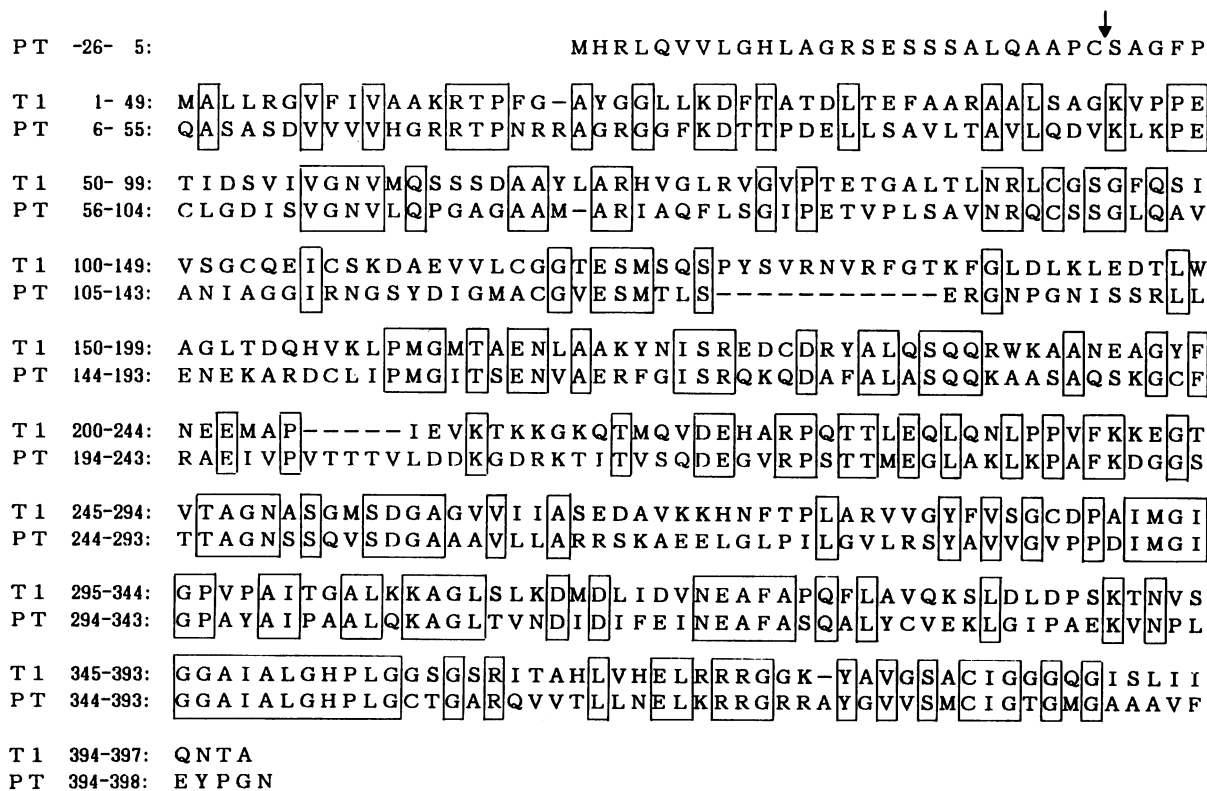 ↓
PT -26- 5: MHRLQVVLGHLAGRSESSSALQAAPCSAGFP
T1 1- 49: MALLRGVFIVAAKRTPFG-AYGGLLKDFTATDLTEFAARAALSAGKVPPE
PT 6- 55: QASASDVVVVHGRRTPNRRAGRGGFKDTTPDELLSAVLTAVLQDVKLKPE
T1 50- 99: TIDSVIVGNVMQSSSDAAYLARHVGLRVGVPTETGALTLNRLCGSGFQSI
PT 56-104: CLGDISVGNVLQPGAGAAM-ARIAQFLSGIPETVPLSAVNRQCSSGLQAV
T1 100-149: VSGCQEICSKDAEVVLCGGTESMSQSPYSVRNVRFGTKFGLDLKLEDTLW
PT 105-143: ANIAGGIRNGSYDIGMACGVESMTLS-----------ERGNPGNISSRLL
T1 150-199: AGLTDQHVKLPMGMTAENLAAKYNISREDCDRYALQSQQRWKAANEAGYF
PT 144-193: ENEKARDCLIPMGITSENVAERFGISRQKQDAFALASQQKAASAQSKGCF
T1 200-244: NEEMAP-----IEVKTKKGKQTMQVDEHARPQTTLEQLQNLPPVFKKEGT
PT 194-243: RAEIVPVTTTVLDDKGDRKTITVSQDEGVRPSTTMEGLAKLKPAFKDGGS
T1 245-294: VTAGNASGMSDGAGVVIIASEDAVKKHNFTPLARVVGYFVSGCDPAIMGI
PT 244-293: TTAGNSSQVSDGAAAVLLARRSKAEELGLPILGVLRSYAVVGVPPDIMGI
T1 295-344: GPVPAITGALKKAGLSLKDMDLIDVNEAFAPQFLAVQKSLDLDPSKTNVS
PT 294-343: GPAYAIPAALQKAGLTVNDIDIFEINEAFASQALYCVEKLGIPAEKVNPL
T1 345-393: GGAIALGHPLGGSGSRITAHLVHELRRRGGK-YAVGSACIGGGQGISLII
PT 344-393: GGAIALGHPLGCTGARQVVTLLNELKRRGRRAYGVVSMCIGTGMGAAAVF
T1 394-397: QNTA
PT 394-398: EYPGN